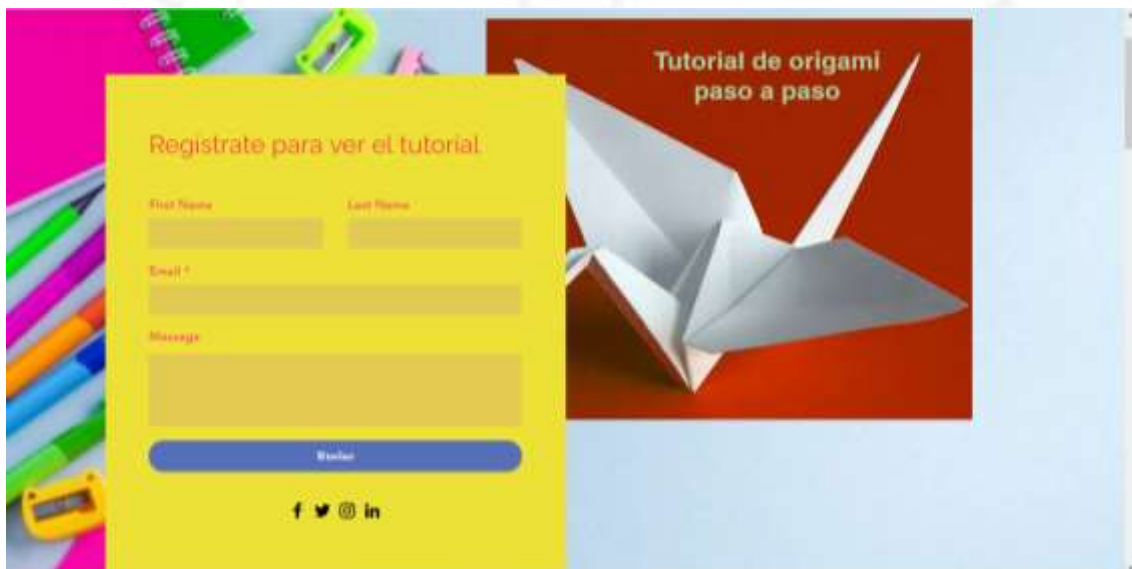 Tutorial de origami
paso a paso
Registrate para ver el tutorial.
First Name
Last Name
Email *
Message
Enviar